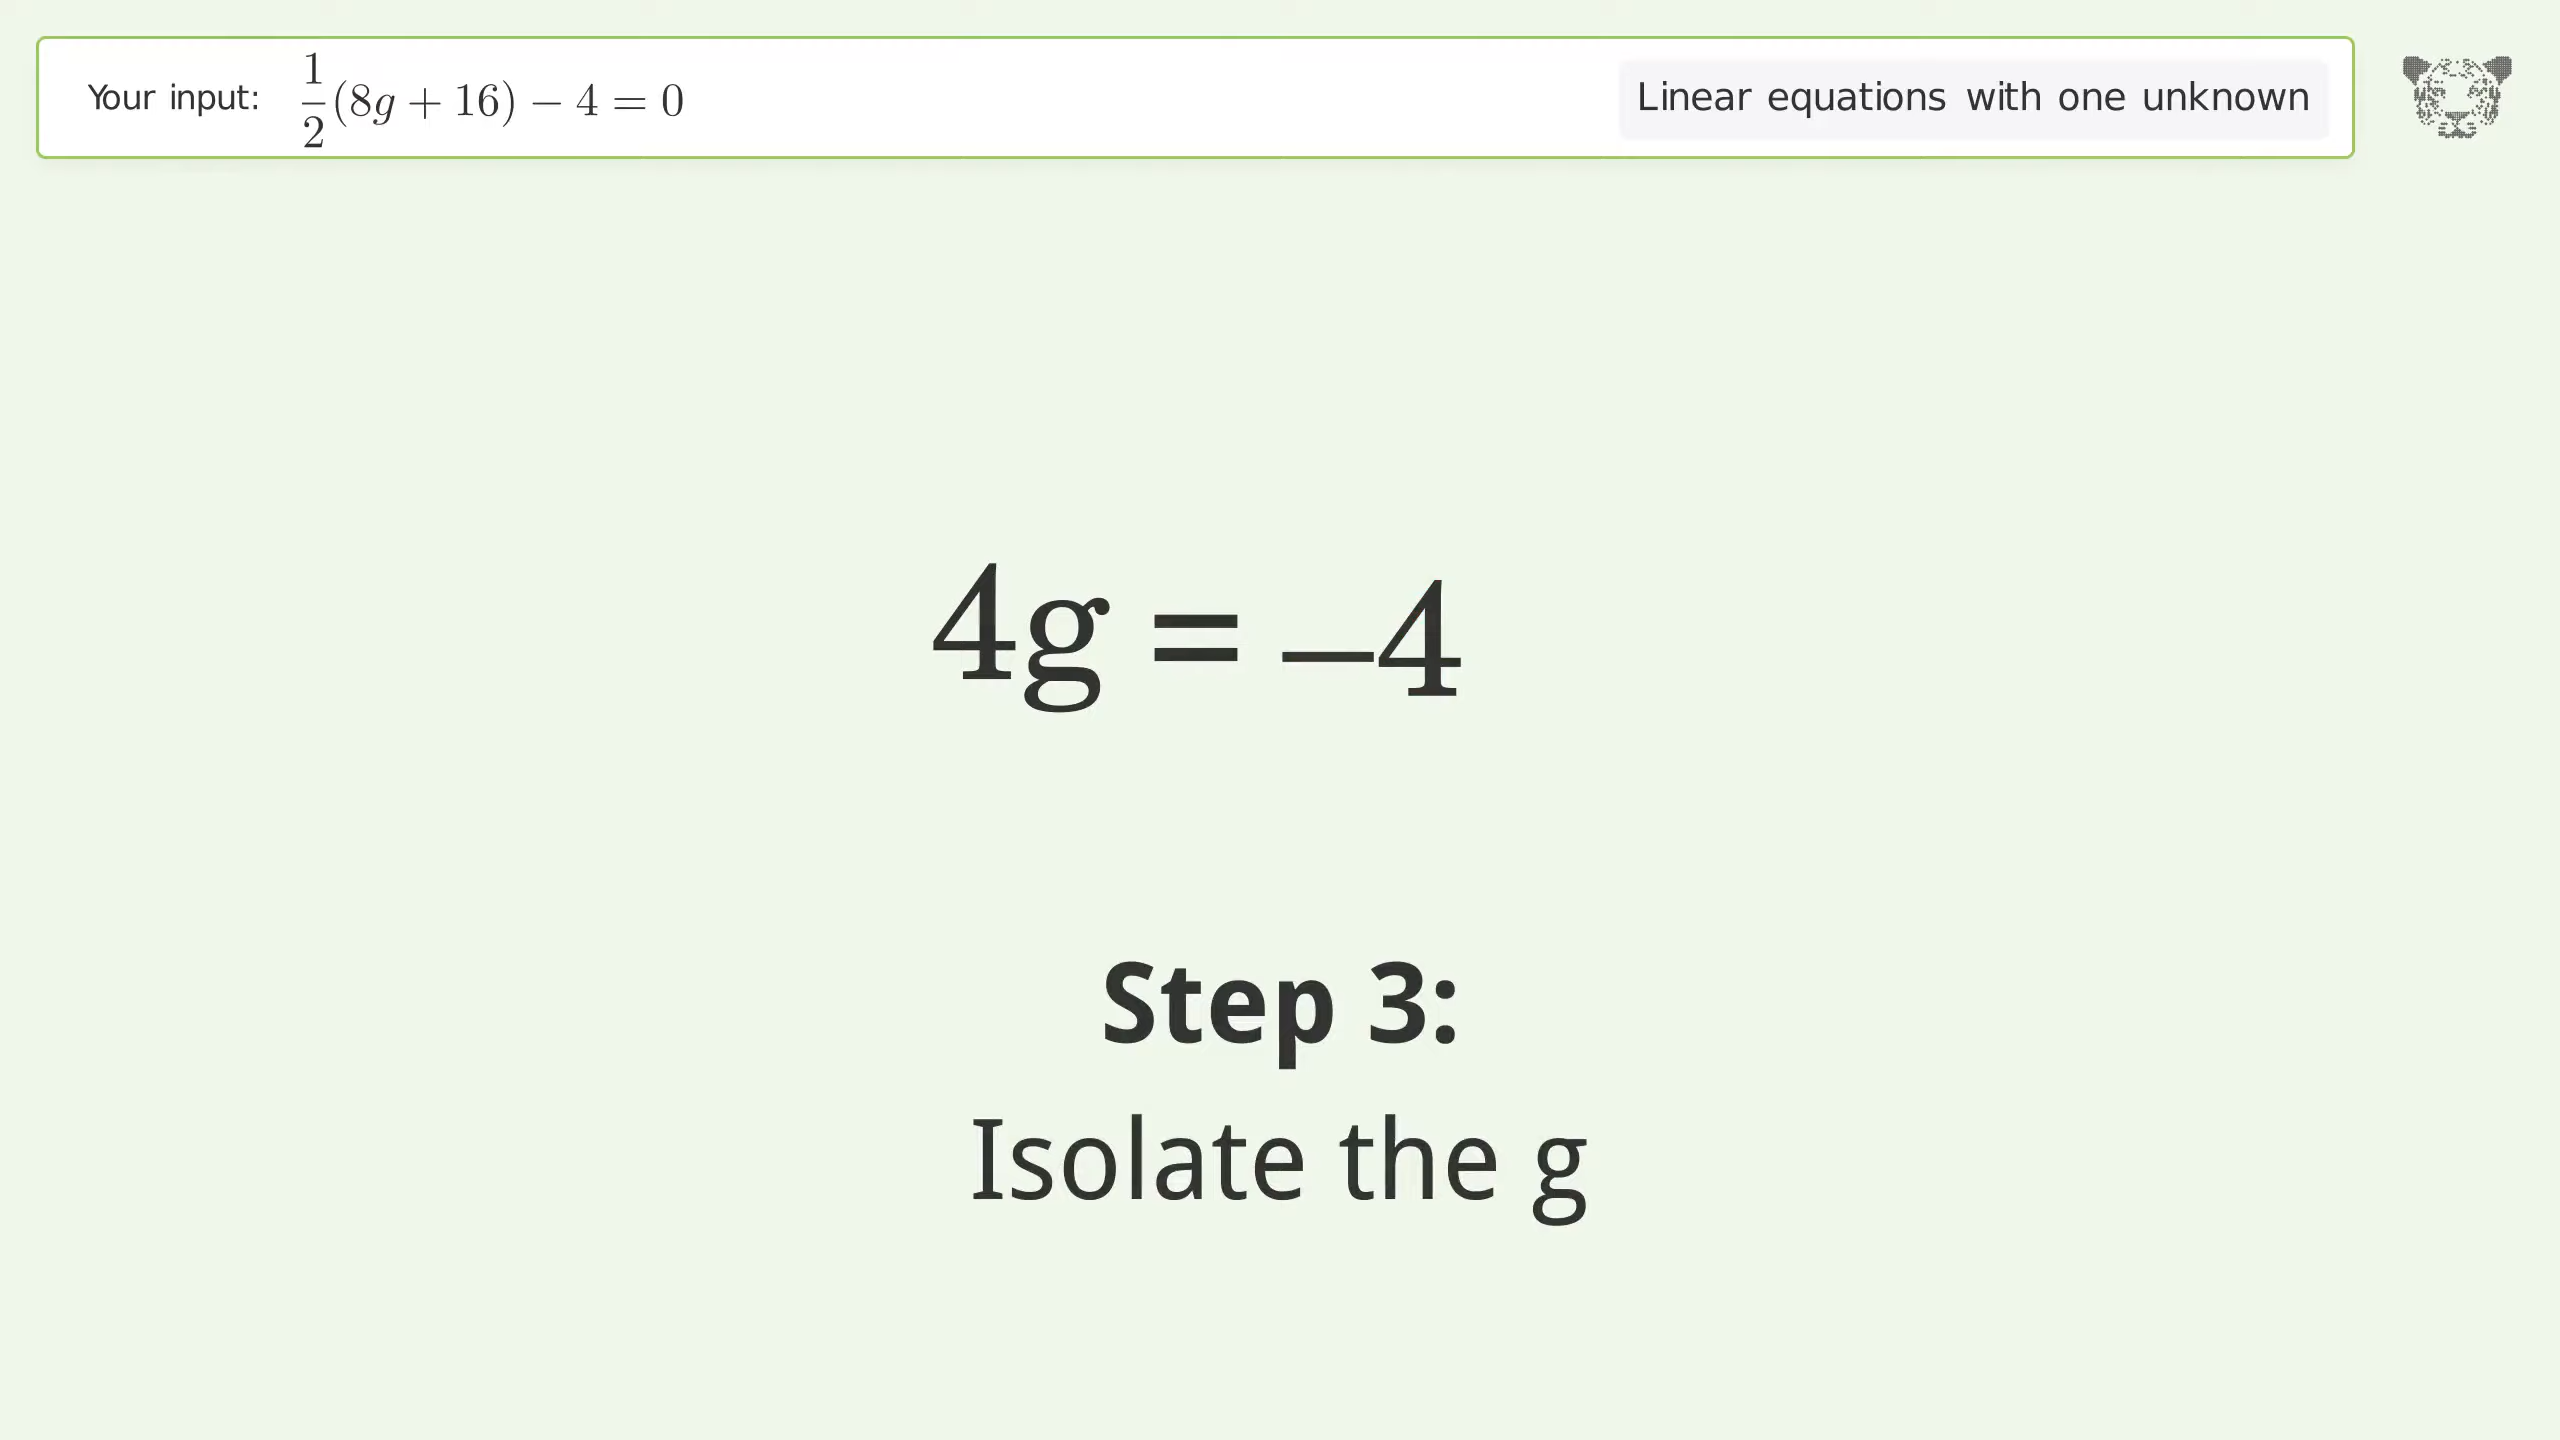 Your input: 1/2(8g + 16) − 4 = 0
Linear equations with one unknown
4g = −4
Step 3:
Isolate the g